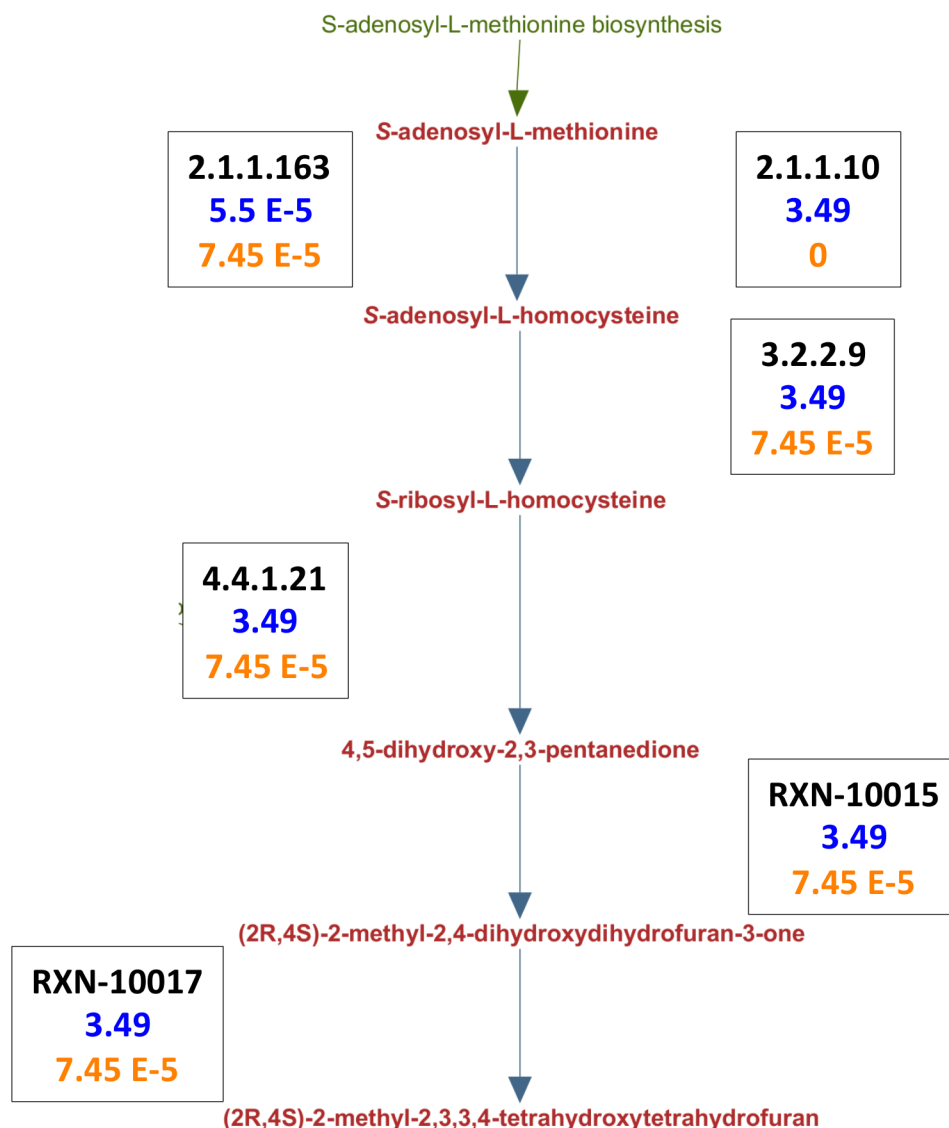 S-adenosyl-L-methionine biosynthesis
S-adenosyl-L-methionine
2.1.1.163
5.5 E-5
7.45 E-5
2.1.1.10
3.49
0
S-adenosyl-L-homocysteine
3.2.2.9
3.49
7.45 E-5
S-ribosyl-L-homocysteine
4.4.1.21
3.49
7.45 E-5
4,5-dihydroxy-2,3-pentanedione
RXN-10015
3.49
7.45 E-5
(2R,4S)-2-methyl-2,4-dihydroxydihydrofuran-3-one
RXN-10017
3.49
7.45 E-5
(2R,4S)-2-methyl-2,3,3,4-tetrahydroxytetrahydrofuran